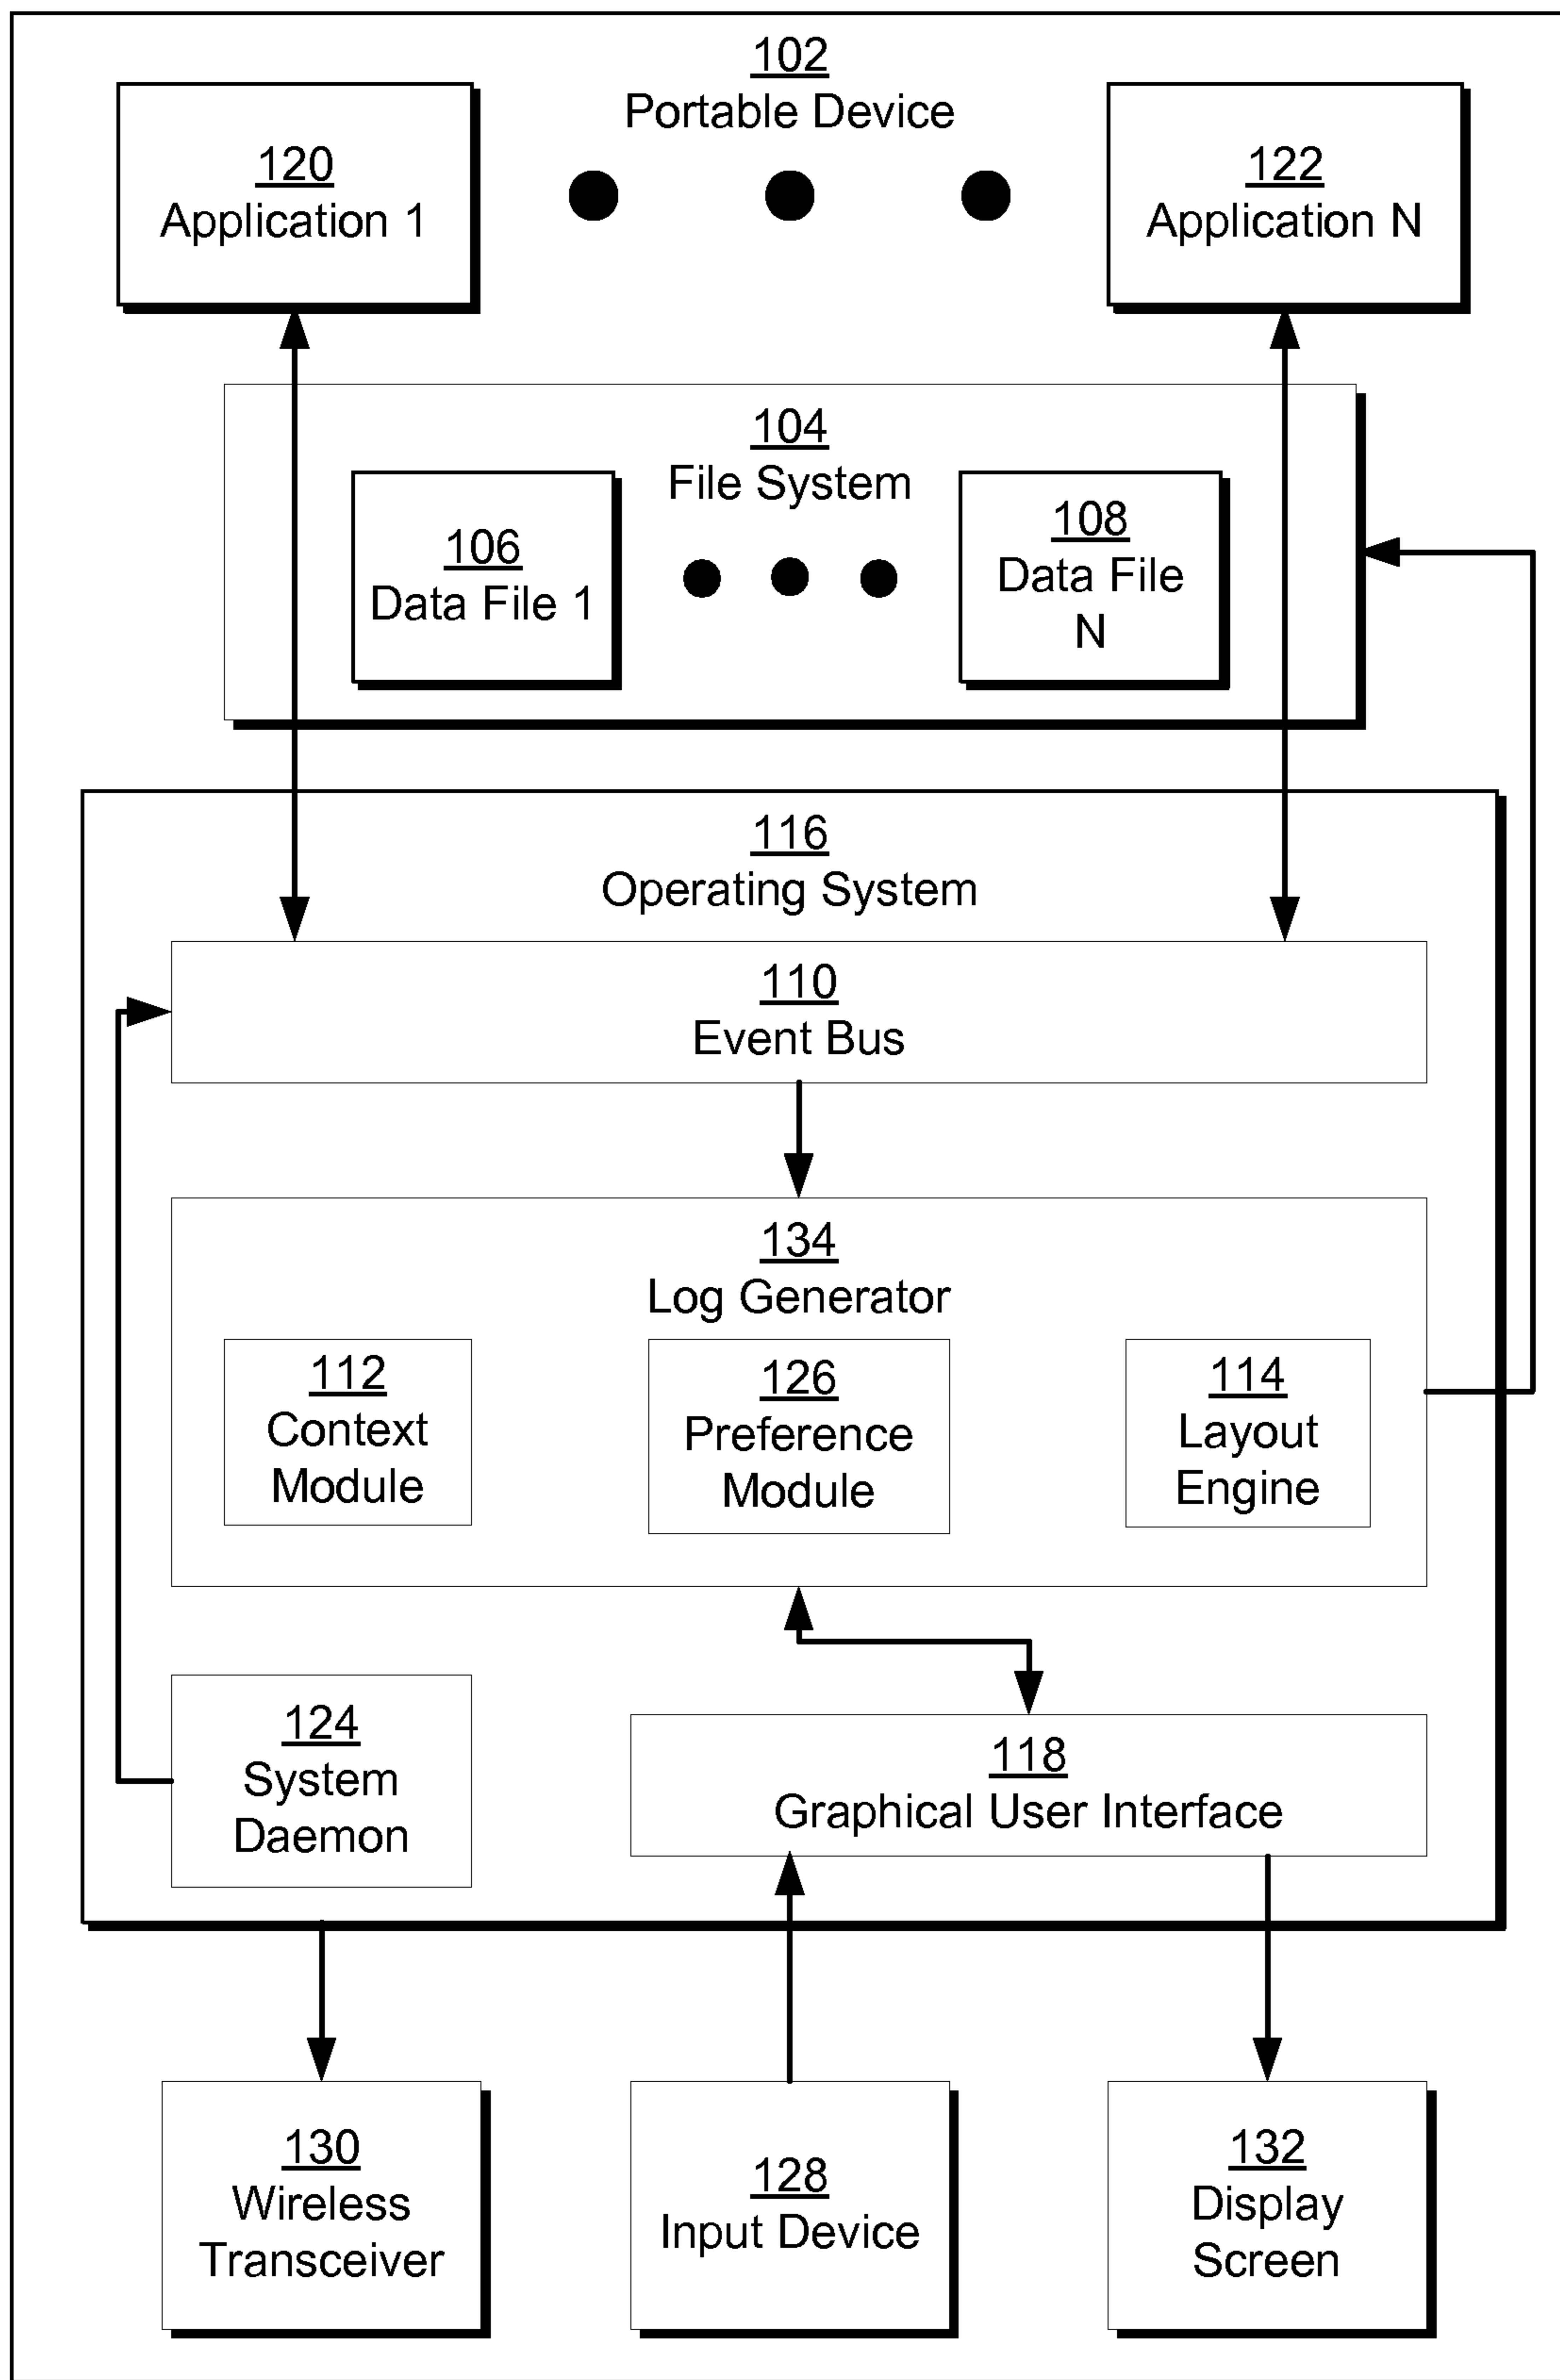 102
Portable Device
120
Application 1
122
Application N
104
File System
106
Data File 1
108
Data File
N
116
Operating System
110
Event Bus
134
Log Generator
112
Context
Module
126
Preference
Module
114
Layout
Engine
124
System
Daemon
118
Graphical User Interface
130
Wireless
Transceiver
128
Input Device
132
Display
Screen